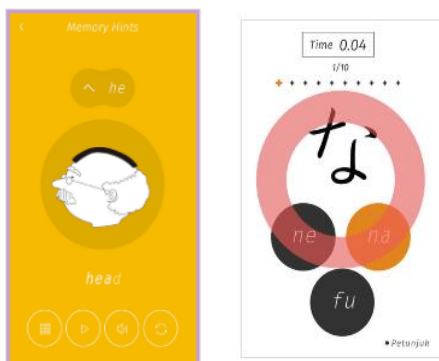 Memory Hints
へ he
head
Time 0.04
1/10
な
ne na
fu
Petunjuk